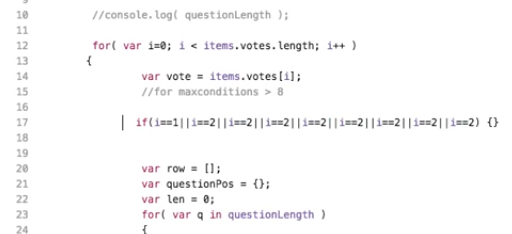 10 //console.log( questionLength );
11
12 for( var i=0; i < items.votes.length; i++ )
13 {
14 var vote = items.votes[i];
15 //for maxconditions > 8
16
17 if(i==1||i==2||i==2||i==2||i==2||i==2||i==2||i==2||i==2) {}
18
19
20 var row = [];
21 var questionPos = {};
22 var len = 0;
23 for( var q in questionLength )
24 {